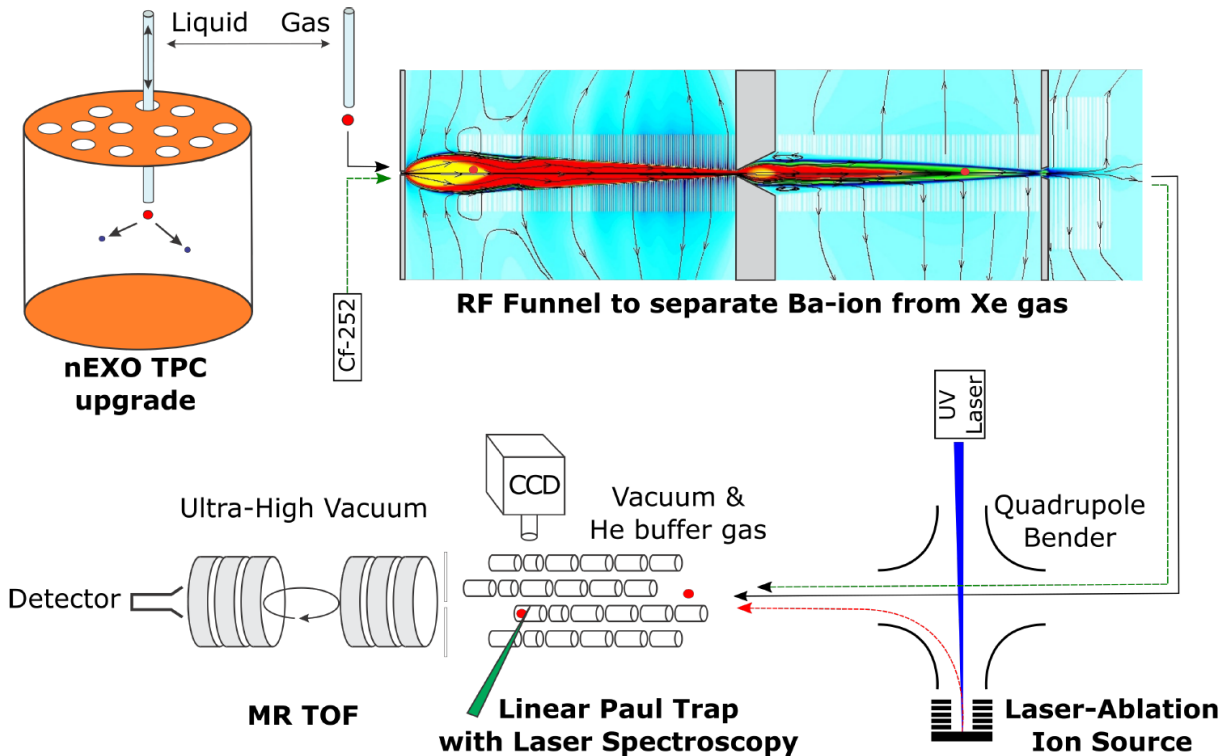 Liquid Gas
RF Funnel to separate Ba-ion from Xe gas
Cf-252
nEXO TPC
upgrade
UV
Laser
CCD
Ultra-High Vacuum
Vacuum &
He buffer gas
Quadrupole
Bender
Detector
MR TOF
Linear Paul Trap
with Laser Spectroscopy
Laser-Ablation
Ion Source